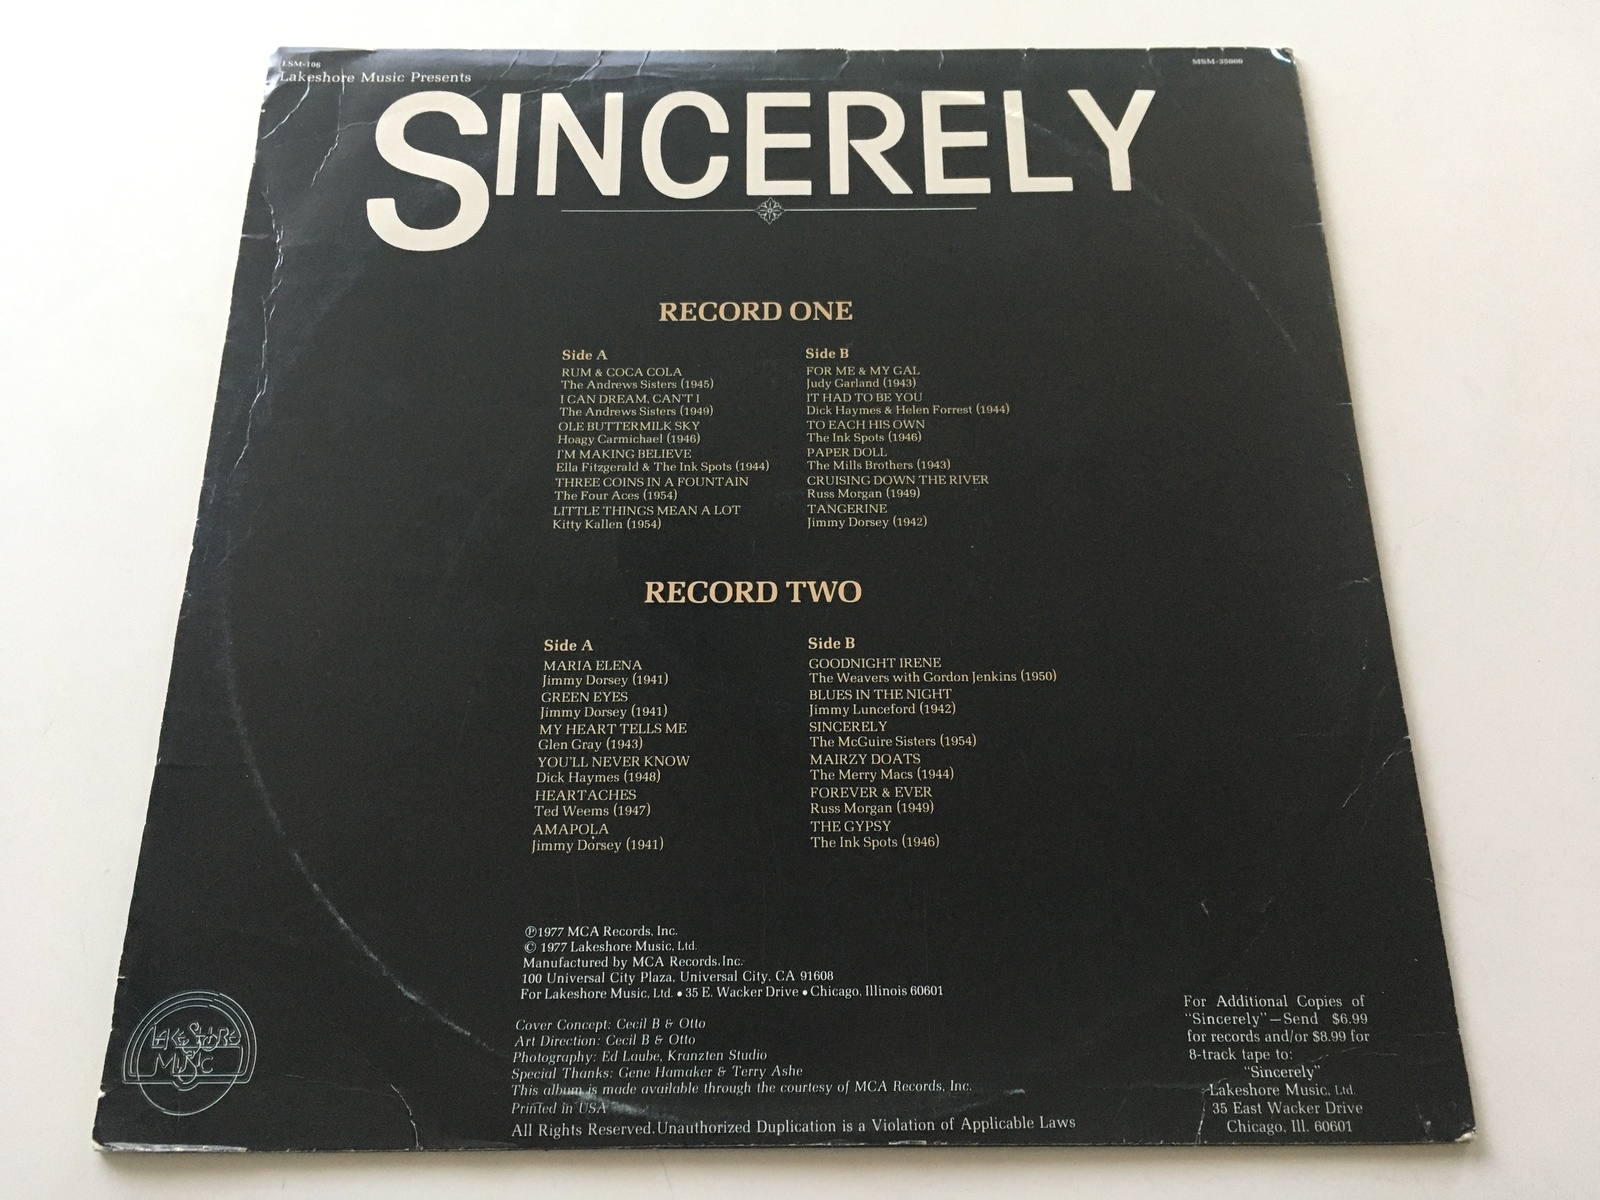 LSM-106
MSM-35000
Lakeshore Music Presents
SINCERELY
RECORD ONE
Side A
RUM & COCA COLA
The Andrews Sisters (1945)
I CAN DREAM, CAN'T I
The Andrews Sisters (1949)
OLE BUTTERMILK SKY
Hoagy Carmichael (1946)
I'M MAKING BELIEVE
Ella Fitzgerald & The Ink Spots (1944)
THREE COINS IN A FOUNTAIN
The Four Aces (1954)
LITTLE THINGS MEAN A LOT
Kitty Kallen (1954)
Side B
FOR ME & MY GAL
Judy Garland (1943)
IT HAD TO BE YOU
Dick Haymes & Helen Forrest (1944)
TO EACH HIS OWN
The Ink Spots (1946)
PAPER DOLL
The Mills Brothers (1943)
CRUISING DOWN THE RIVER
Russ Morgan (1949)
TANGERINE
Jimmy Dorsey (1942)
RECORD TWO
Side A
MARIA ELENA
Jimmy Dorsey (1941)
GREEN EYES
Jimmy Dorsey (1941)
MY HEART TELLS ME
Glen Gray (1943)
YOU'LL NEVER KNOW
Dick Haymes (1948)
HEARTACHES
Ted Weems (1947)
AMAPOLA
Jimmy Dorsey (1941)
Side B
GOODNIGHT IRENE
The Weavers with Gordon Jenkins (1950)
BLUES IN THE NIGHT
Jimmy Lunceford (1942)
SINCERELY
The McGuire Sisters (1954)
MAIRZY DOATS
The Merry Macs (1944)
FOREVER & EVER
Russ Morgan (1949)
THE GYPSY
The Ink Spots (1946)
℗1977 MCA Records, Inc.
© 1977 Lakeshore Music, Ltd.
Manufactured by MCA Records, Inc.
100 Universal City Plaza, Universal City, CA 91608
For Lakeshore Music, Ltd. • 35 E. Wacker Drive • Chicago, Illinois 60601
Cover Concept: Cecil B & Otto
Art Direction: Cecil B & Otto
Photography: Ed Laube, Kranzten Studio
Special Thanks: Gene Hamaker & Terry Ashe
This album is made available through the courtesy of MCA Records, Inc.
Printed in USA
All Rights Reserved. Unauthorized Duplication is a Violation of Applicable Laws
LAKE SHORE
MUSIC
For Additional Copies of
"Sincerely"—Send $6.99
for records and/or $8.99 for
8-track tape to:
"Sincerely"
Lakeshore Music, Ltd.
35 East Wacker Drive
Chicago, Ill. 60601